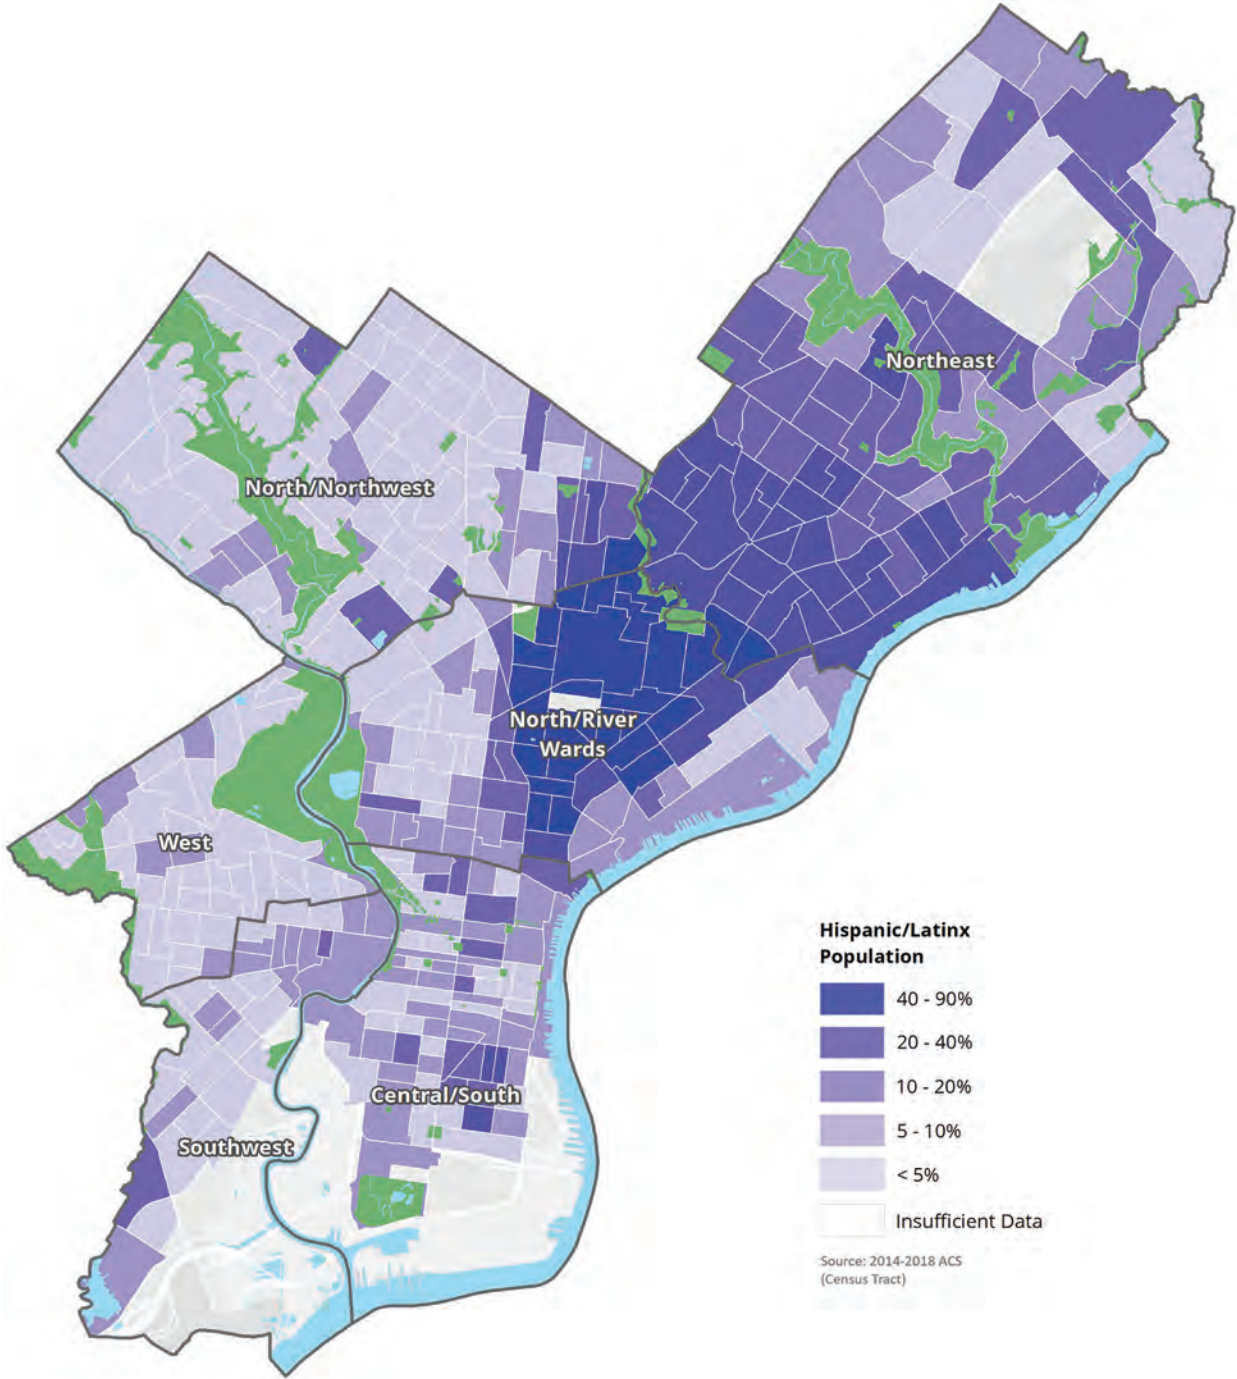 Northeast
North/Northwest
North/River
Wards
West
Central/South
Southwest
Hispanic/Latinx
Population
40 - 90%
20 - 40%
10 - 20%
5 - 10%
< 5%
Insufficient Data
Source: 2014-2018 ACS
(Census Tract)